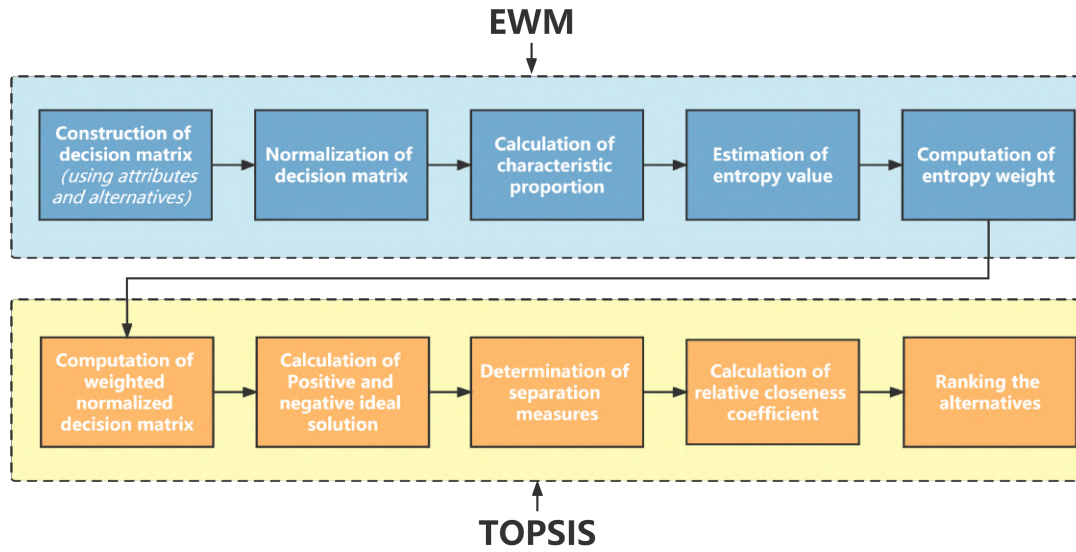 EWM
Construction of
decision matrix
(using attributes
and alternatives)
Normalization of
decision matrix
Calculation of
characteristic
proportion
Estimation of
entropy value
Computation of
entropy weight
Computation of
weighted
normalized
decision matrix
Calculation of
Positive and
negative ideal
solution
Determination of
separation
measures
Calculation of
relative closeness
coefficient
Ranking the
alternatives
TOPSIS